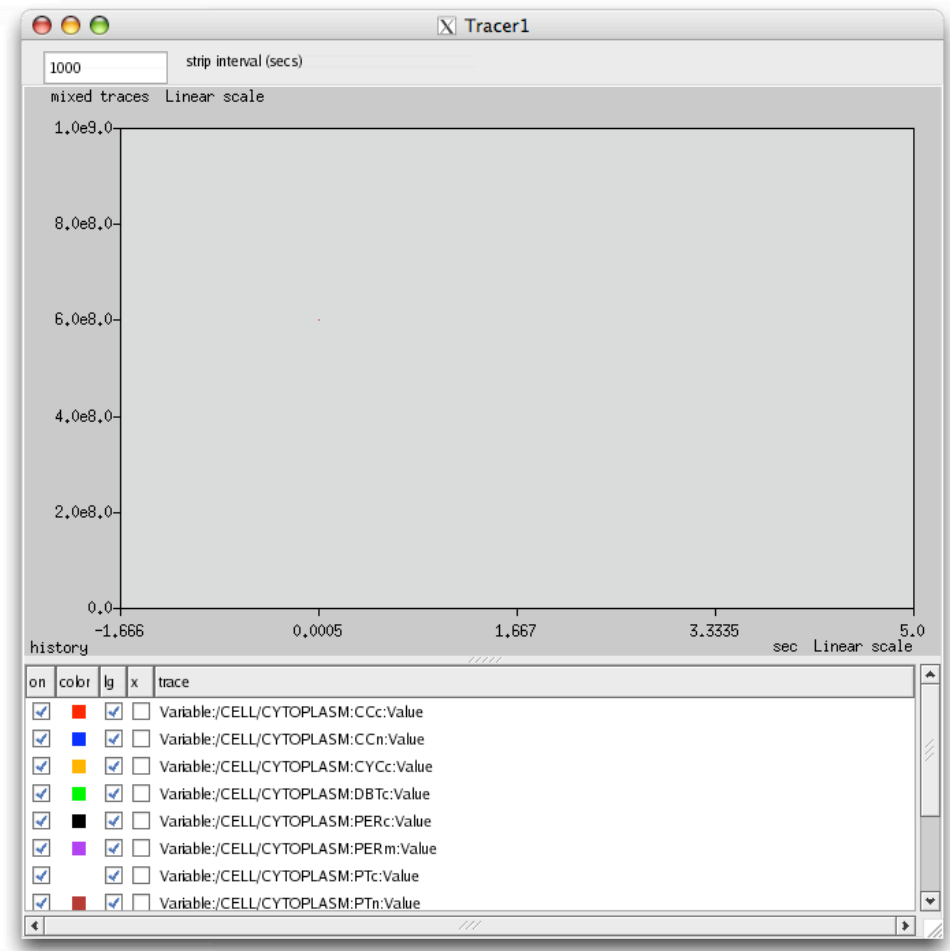 X Tracer1
1000 strip interval (secs)
mixed traces Linear scale
1.0e9.0
8.0e8.0
6.0e8.0
4.0e8.0
2.0e8.0
0.0
-1.666 0.0005 1.667 3.3335 5.0
history sec Linear scale
on color lg x trace
Variable:/CELL/CYTOPLASM:CCc:Value
Variable:/CELL/CYTOPLASM:CCn:Value
Variable:/CELL/CYTOPLASM:CYCc:Value
Variable:/CELL/CYTOPLASM:DBTc:Value
Variable:/CELL/CYTOPLASM:PERc:Value
Variable:/CELL/CYTOPLASM:PERm:Value
Variable:/CELL/CYTOPLASM:PTc:Value
Variable:/CELL/CYTOPLASM:PTn:Value